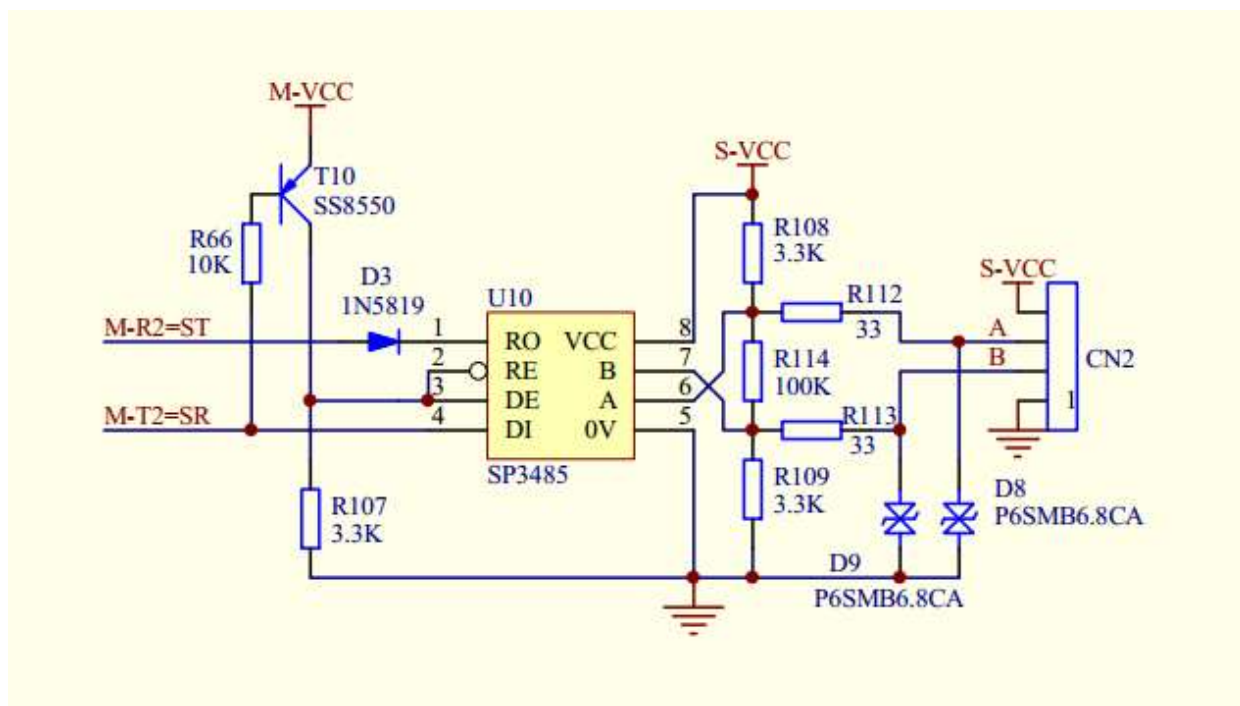 M-VCC
T10
SS8550
R66
10K
D3
1N5819
M-R2=ST
M-T2=SR
R107
3.3K
U10
1
2
3
4
RO
RE
DE
DI
VCC
B
A
0V
8
7
6
5
SP3485
S-VCC
R108
3.3K
R114
100K
R109
3.3K
R112
33
R113
33
S-VCC
A
B
1
CN2
D8
P6SMB6.8CA
D9
P6SMB6.8CA